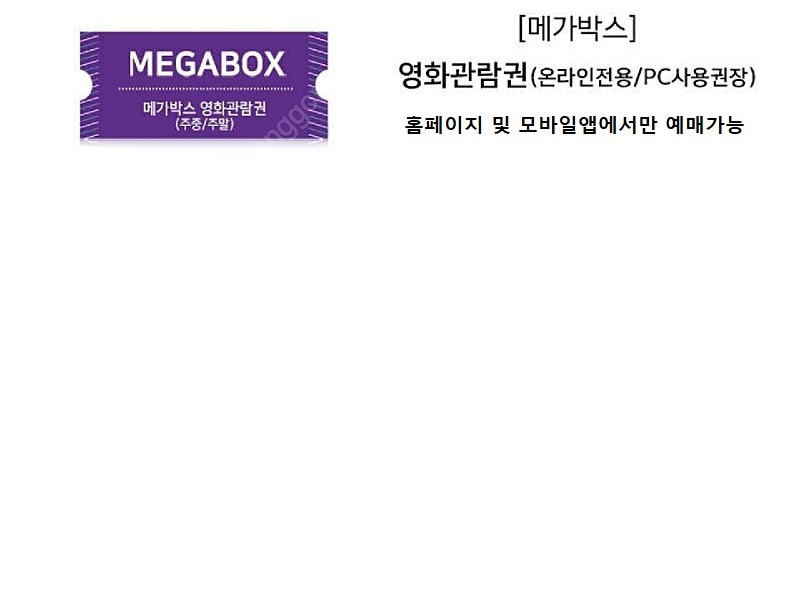 MEGABOX
메가박스 영화관람권
(주중/주말)
[메가박스]
영화관람권(온라인전용/PC사용권장)
홈페이지 및 모바일앱에서만 예매가능